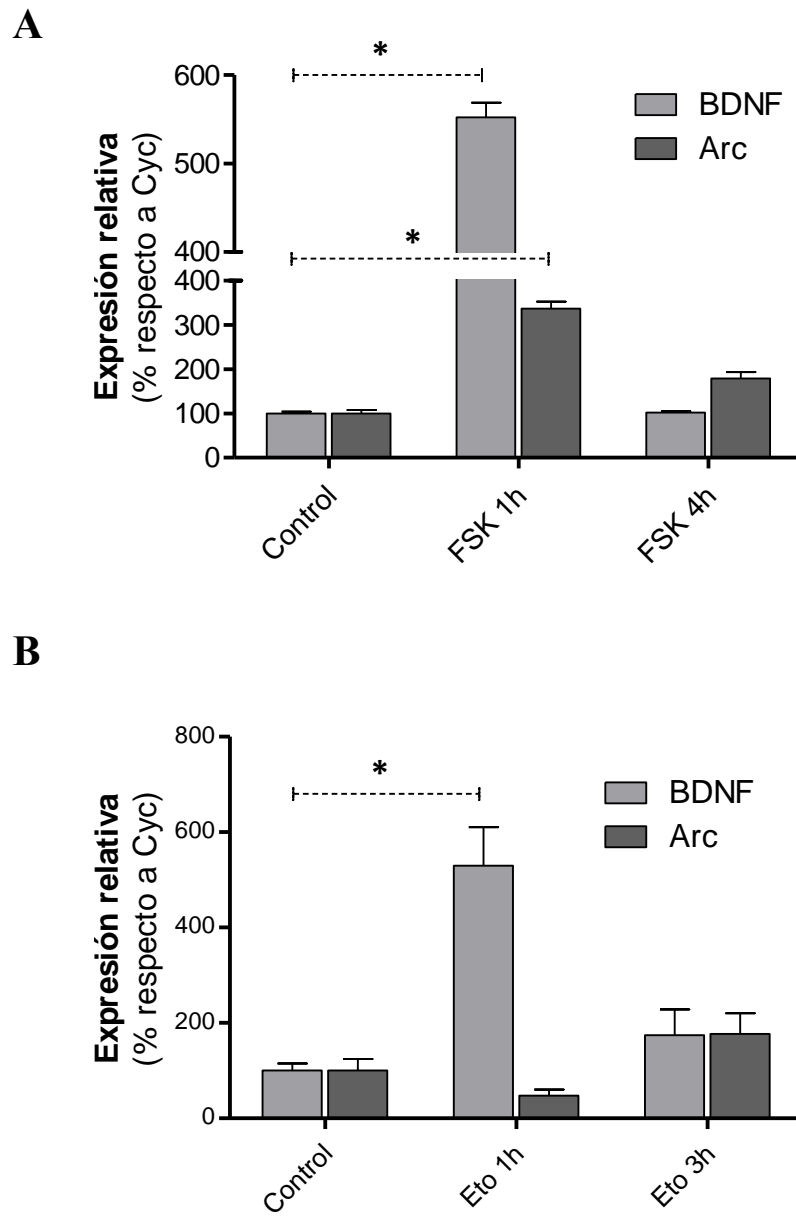 A
*
600
500
400
BDNF
Arc
*
400
300
200
100
0
Expresión relativa
(% respecto a Cyc)
Control
FSK 1h
FSK 4h
B
800
600
400
200
0
*
BDNF
Arc
Expresión relativa
(% respecto a Cyc)
Control
Eto 1h
Eto 3h